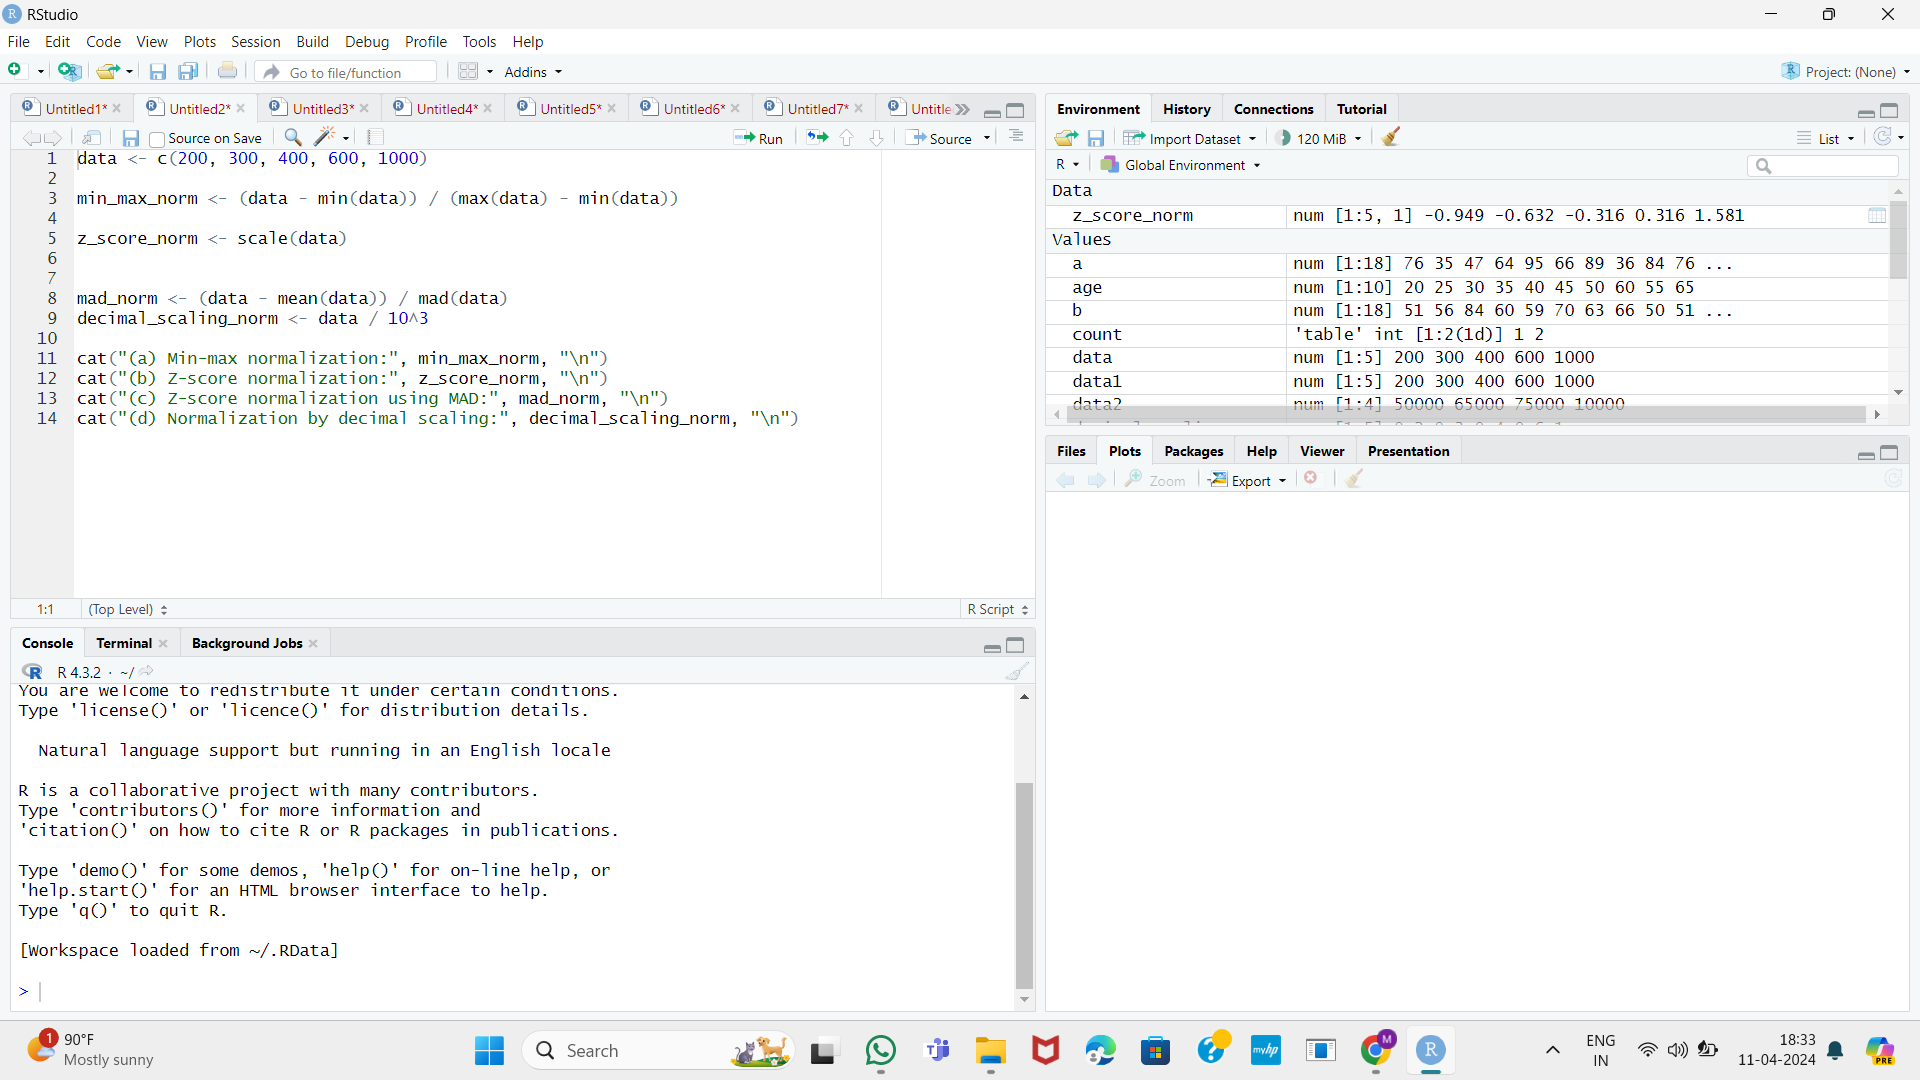 RStudio
File Edit Code View Plots Session Build Debug Profile Tools Help
Go to file/function Addins Project: (None)
Untitled1* Untitled2* Untitled3* Untitled4* Untitled5* Untitled6* Untitled7* Untitle
Source on Save Run Source
1 data <- c(200, 300, 400, 600, 1000)
2
3 min_max_norm <- (data - min(data)) / (max(data) - min(data))
4
5 z_score_norm <- scale(data)
6
7
8 mad_norm <- (data - mean(data)) / mad(data)
9 decimal_scaling_norm <- data / 10^3
10
11 cat("(a) Min-max normalization:", min_max_norm, "\n")
12 cat("(b) Z-score normalization:", z_score_norm, "\n")
13 cat("(c) Z-score normalization using MAD:", mad_norm, "\n")
14 cat("(d) Normalization by decimal scaling:", decimal_scaling_norm, "\n")
1:1 (Top Level) R Script
Console Terminal Background Jobs
R 4.3.2 · ~/
You are welcome to redistribute it under certain conditions.
Type 'license()' or 'licence()' for distribution details.
Natural language support but running in an English locale
R is a collaborative project with many contributors.
Type 'contributors()' for more information and
'citation()' on how to cite R or R packages in publications.
Type 'demo()' for some demos, 'help()' for on-line help, or
'help.start()' for an HTML browser interface to help.
Type 'q()' to quit R.
[Workspace loaded from ~/.RData]
>
Environment History Connections Tutorial
Import Dataset 120 MiB List
R Global Environment
Data
z_score_norm num [1:5, 1] -0.949 -0.632 -0.316 0.316 1.581
Values
a num [1:18] 76 35 47 64 95 66 89 36 84 76 ...
age num [1:10] 20 25 30 35 40 45 50 60 55 65
b num [1:18] 51 56 84 60 59 70 63 66 50 51 ...
count 'table' int [1:2(1d)] 1 2
data num [1:5] 200 300 400 600 1000
data1 num [1:5] 200 300 400 600 1000
data2 num [1:4] 50000 65000 75000 10000
Files Plots Packages Help Viewer Presentation
Zoom Export
1 90°F
Mostly sunny
Search
myhp
M
R
ENG
IN
18:33
11-04-2024
PRE